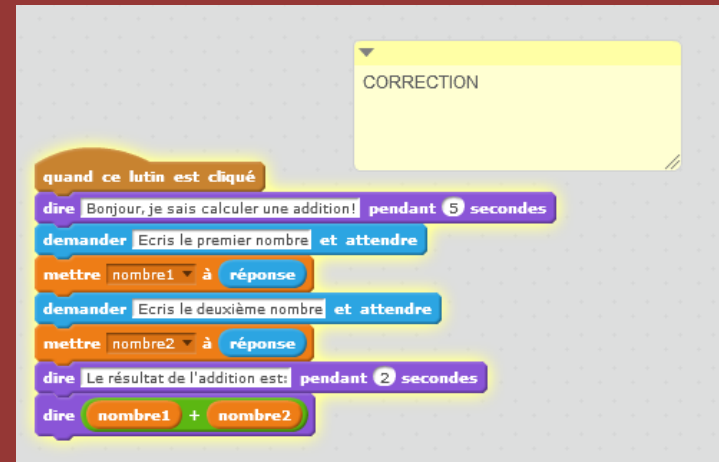 CORRECTION
quand ce lutin est cliqué
dire Bonjour, je sais calculer une addition! pendant 5 secondes
demander Ecris le premier nombre et attendre
mettre nombre1 à réponse
demander Ecris le deuxième nombre et attendre
mettre nombre2 à réponse
dire Le résultat de l'addition est: pendant 2 secondes
dire nombre1 + nombre2